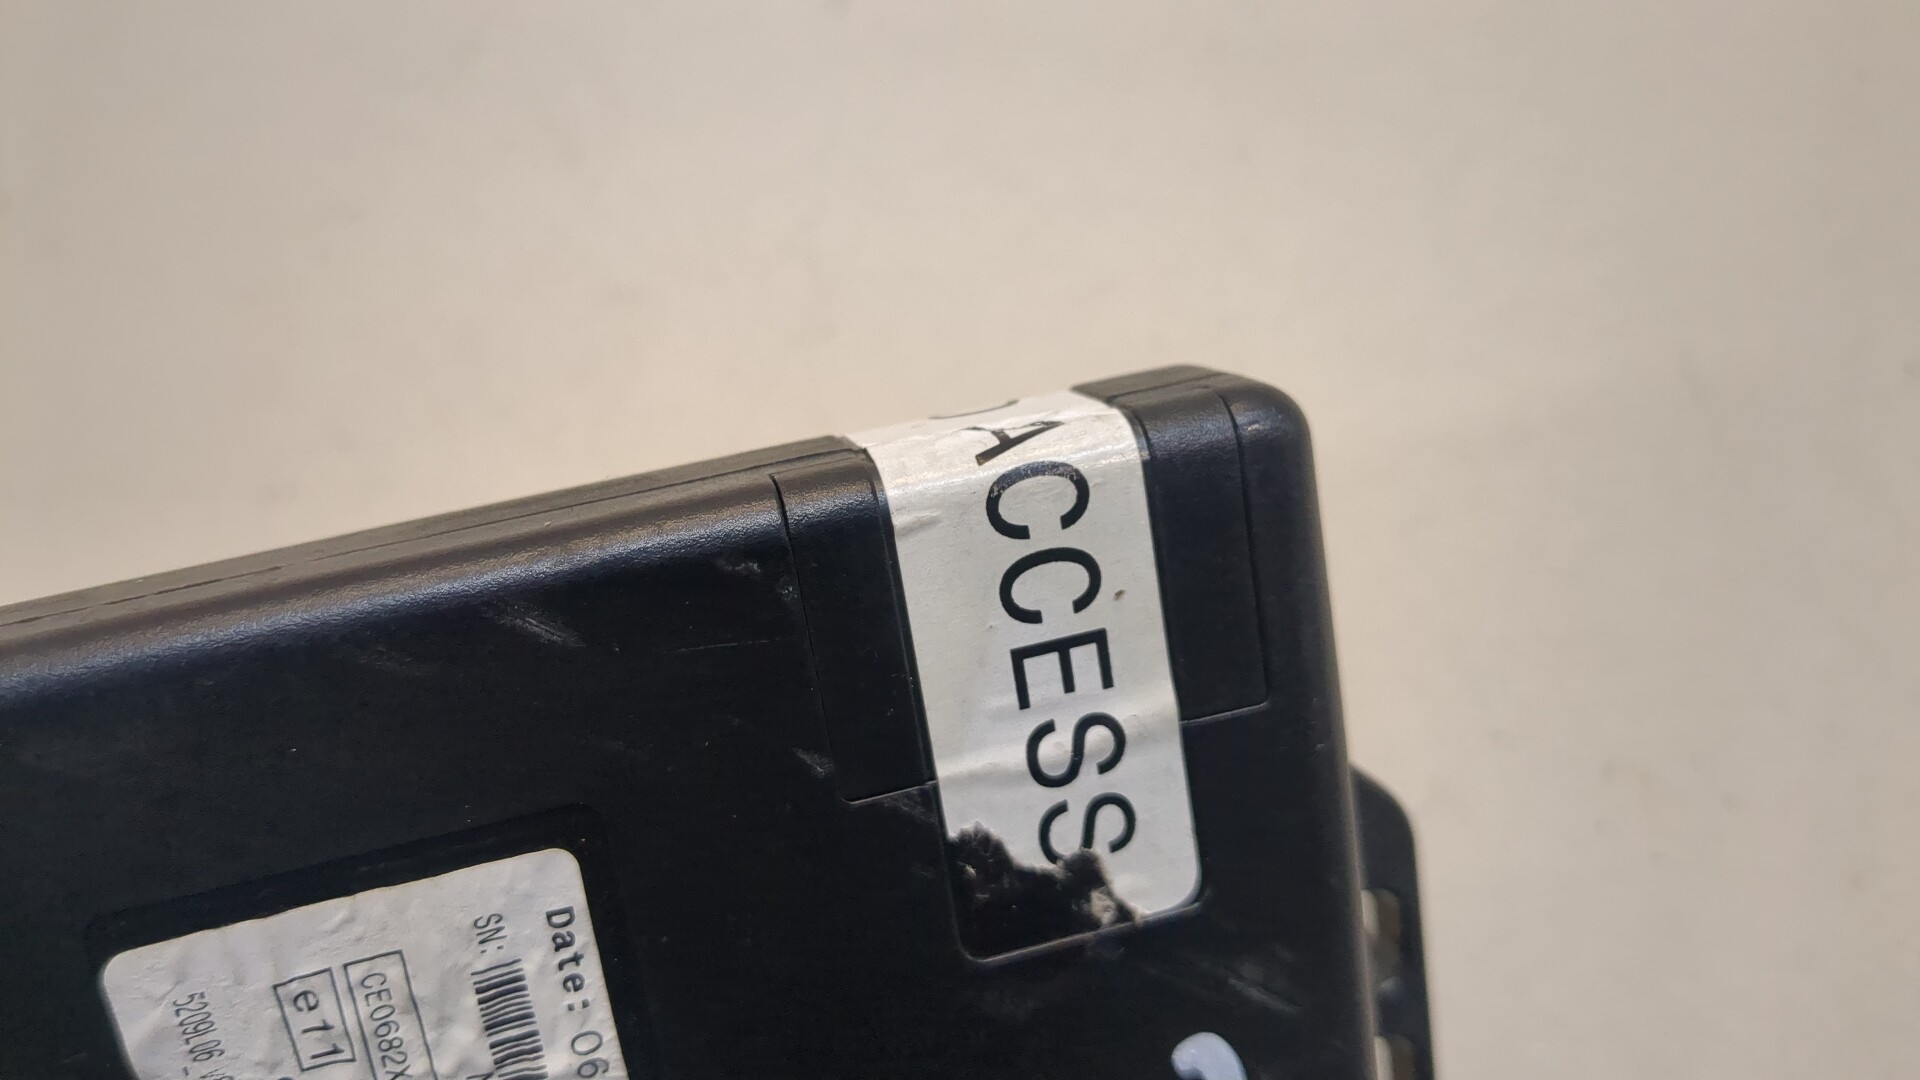 ACCESS
Date: 06
SN:
CE0682X
e11
5209L06